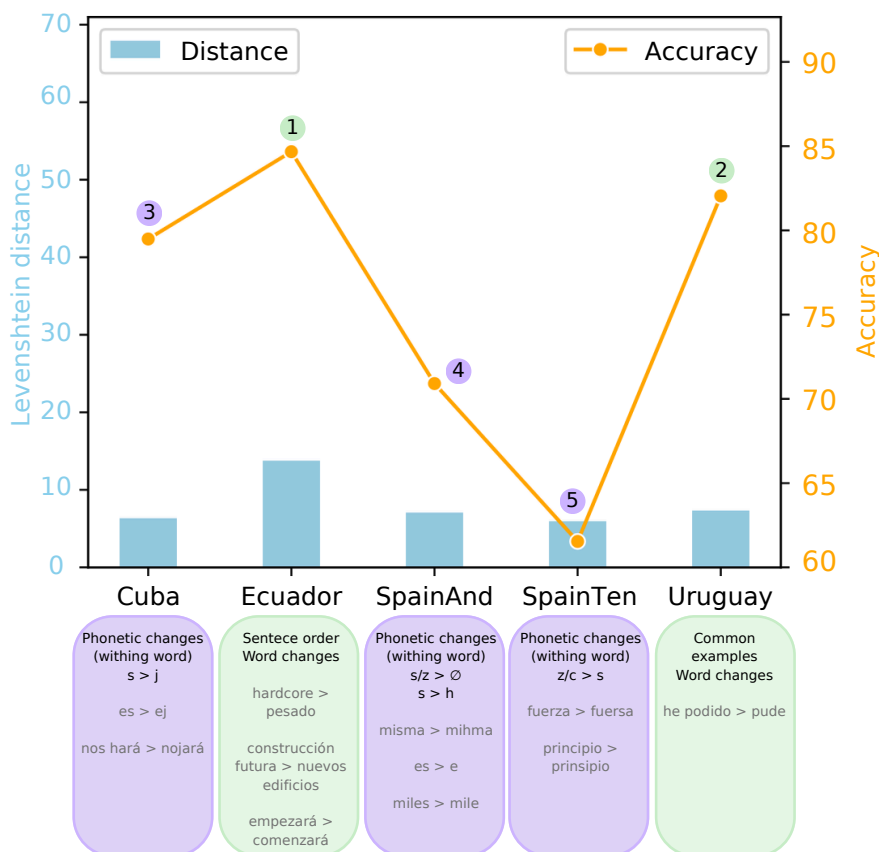 Distance
Accuracy
Levenshtein distance
70
60
50
40
30
20
10
0
90
85
80
75
70
65
60
Accuracy
1
2
3
4
5
Cuba
Ecuador
SpainAnd
SpainTen
Uruguay
Phonetic changes
(withing word)
s > j
es > ej
nos hará > nojará
Sentece order
Word changes
hardcore >
pesado
construcción
futura > nuevos
edificios
empezará >
comenzará
Phonetic changes
(withing word)
s/z > ∅
s > h
misma > mihma
es > e
miles > mile
Phonetic changes
(withing word)
z/c > s
fuerza > fuersa
principio >
prinsipio
Common
examples
Word changes
he podido > pude